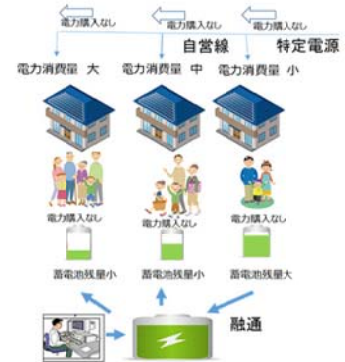 電力購入なし 電力購入なし 電力購入なし
自営線 特定電源
電力消費量 大 電力消費量 中 電力消費量 小
電力購入なし 電力購入なし 電力購入なし
蓄電池残量小 蓄電池残量小 蓄電池残量大
融通